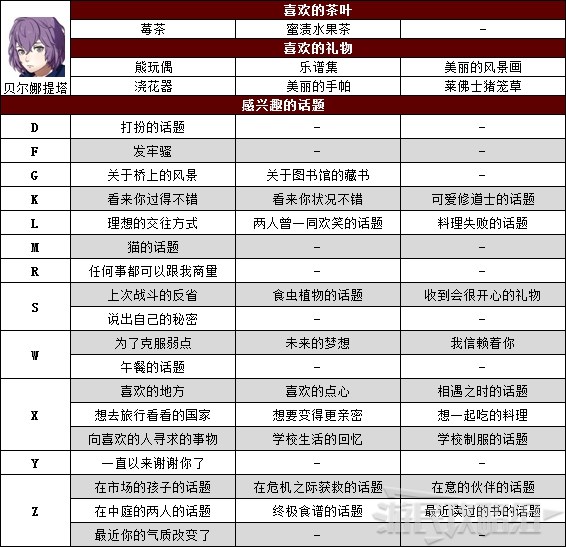 喜欢的茶叶
莓茶 蜜渍水果茶 –
喜欢的礼物
熊玩偶 乐谱集 美丽的风景画
贝尔娜提塔 浇花器 美丽的手帕 莱佛士猪笼草
感兴趣的话题
D 打扮的话题 – –
F 发牢骚 – –
G 关于桥上的风景 关于图书馆的藏书 –
K 看来你过得不错 看来你状况不错 可爱修道士的话题
L 理想的交往方式 两人曾一同欢笑的话题 料理失败的话题
M 猫的话题 – –
R 任何事都可以跟我商量 – –
S 上次战斗的反省 食虫植物的话题 收到会很开心的礼物
说出自己的秘密 – –
W 为了克服弱点 未来的梦想 我信赖着你
午餐的话题 – –
X 喜欢的地方 喜欢的点心 相遇之时的话题
想去旅行看看的国家 想要变得更亲密 想一起吃的料理
向喜欢的人寻求的事物 学校生活的回忆 学校制服的话题
Y 一直以来谢谢你了 – –
Z 在市场的孩子的话题 在危机之际获救的话题 在意的伙伴的话题
在中庭的两人的话题 终极食谱的话题 最近读过的书的话题
最近你的气质改变了 – –